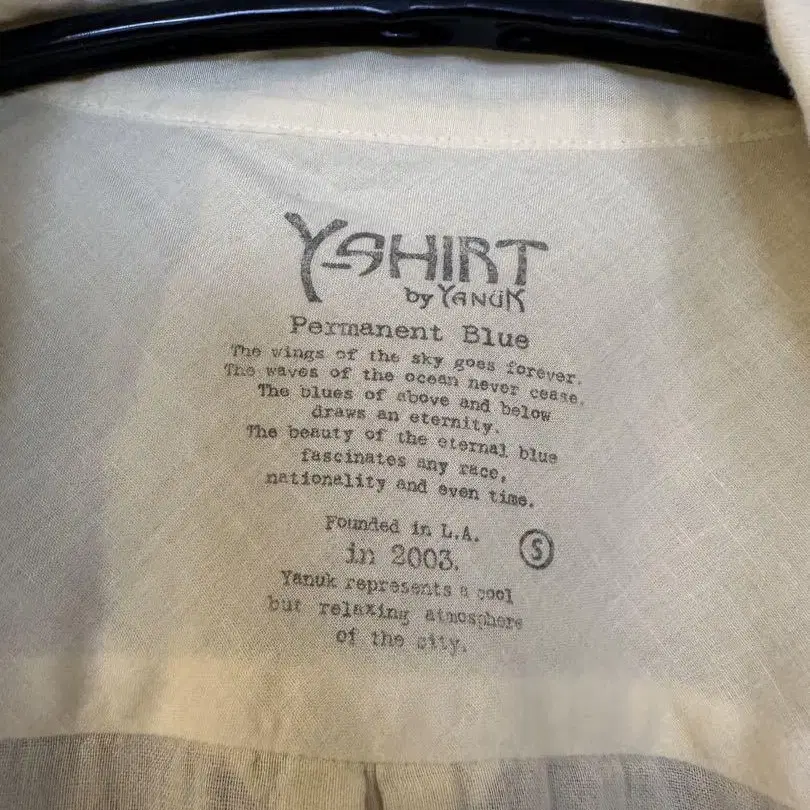 Y-SHIRT
by YANÜK
Permanent Blue
The wings of the sky goes forever.
The waves of the ocean never cease.
The blues of above and below
draws an eternity.
The beauty of the eternal blue
fascinates any race,
nationality and even time.
Founded in L.A.
in 2003.
S
Yanuk represents a cool
but relaxing atmosphere
of the city.